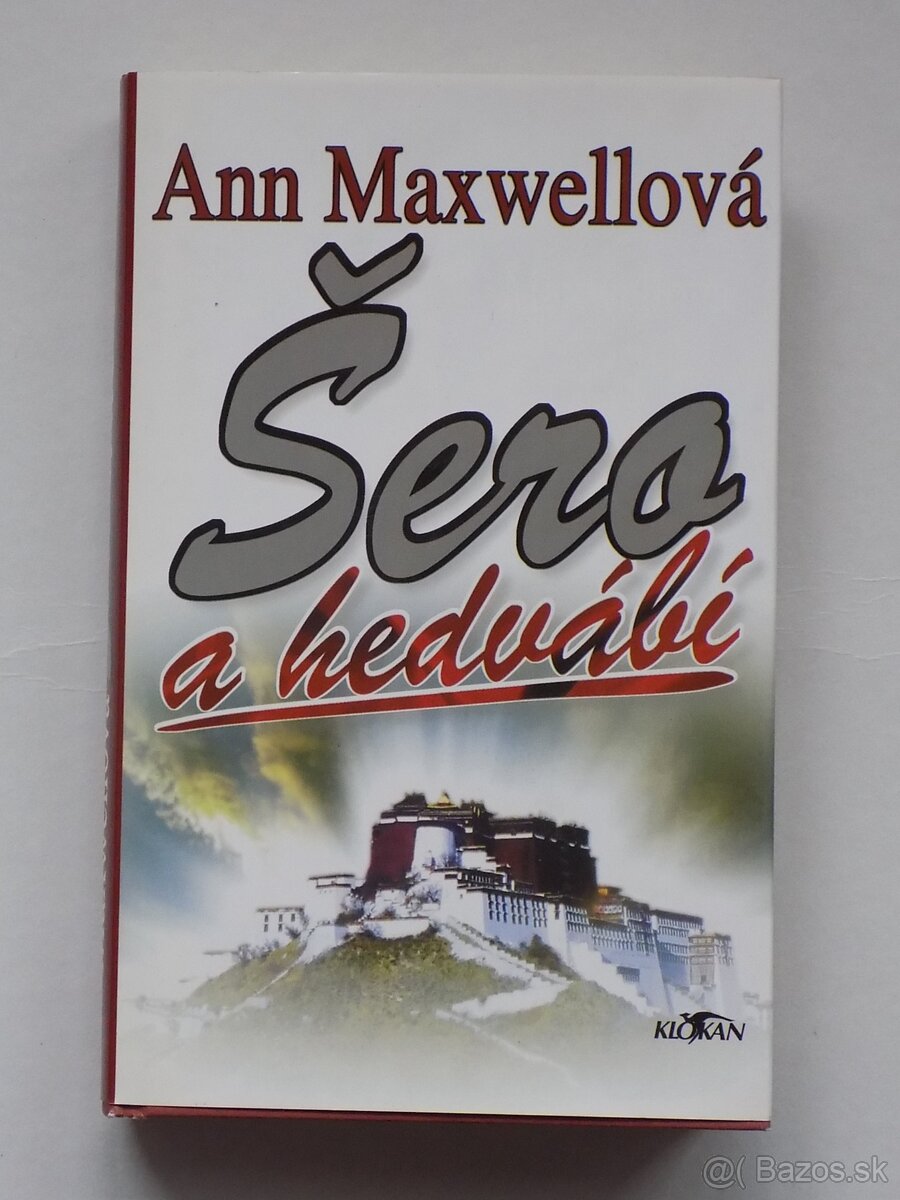 Ann Maxwellová
Šero
a hedvábí
KLOKAN
@( Bazos.sk